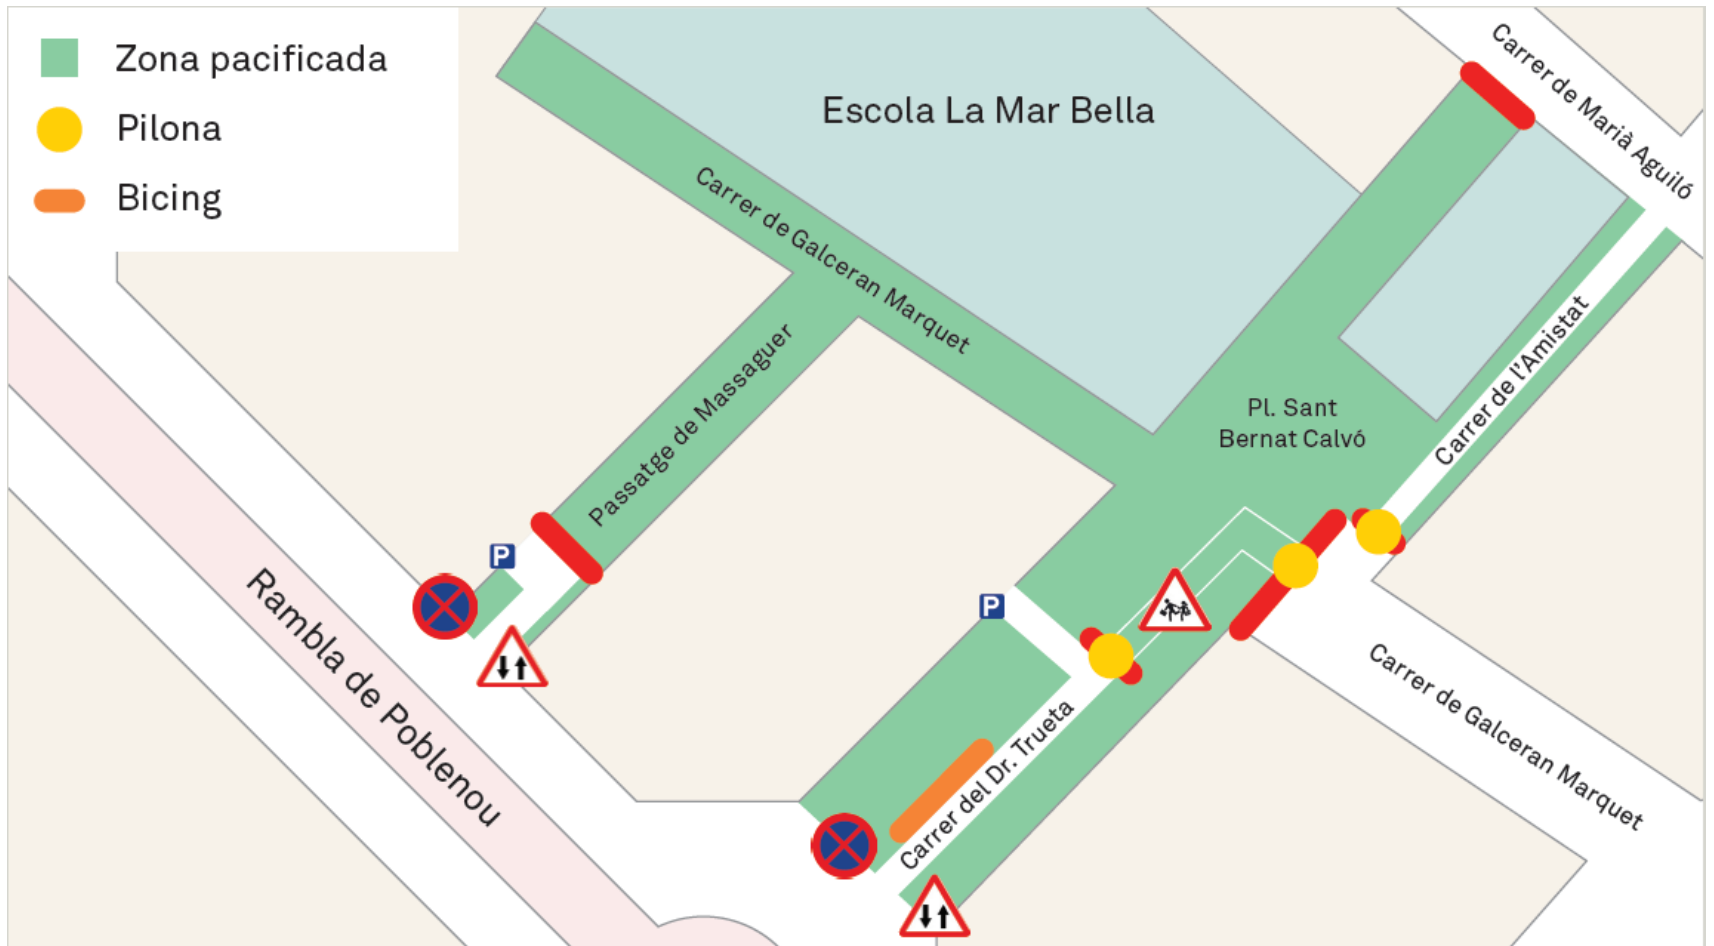 Zona pacificada
Pilona
Bicing
Escola La Mar Bella
Carrer de Marià Aguiló
Carrer de Galceran Marquet
Passatge de Massaguer
Pl. Sant
Bernat Calvó
Carrer de l'Amistat
P
P
Rambla de Poblenou
Carrer del Dr. Trueta
Carrer de Galceran Marquet